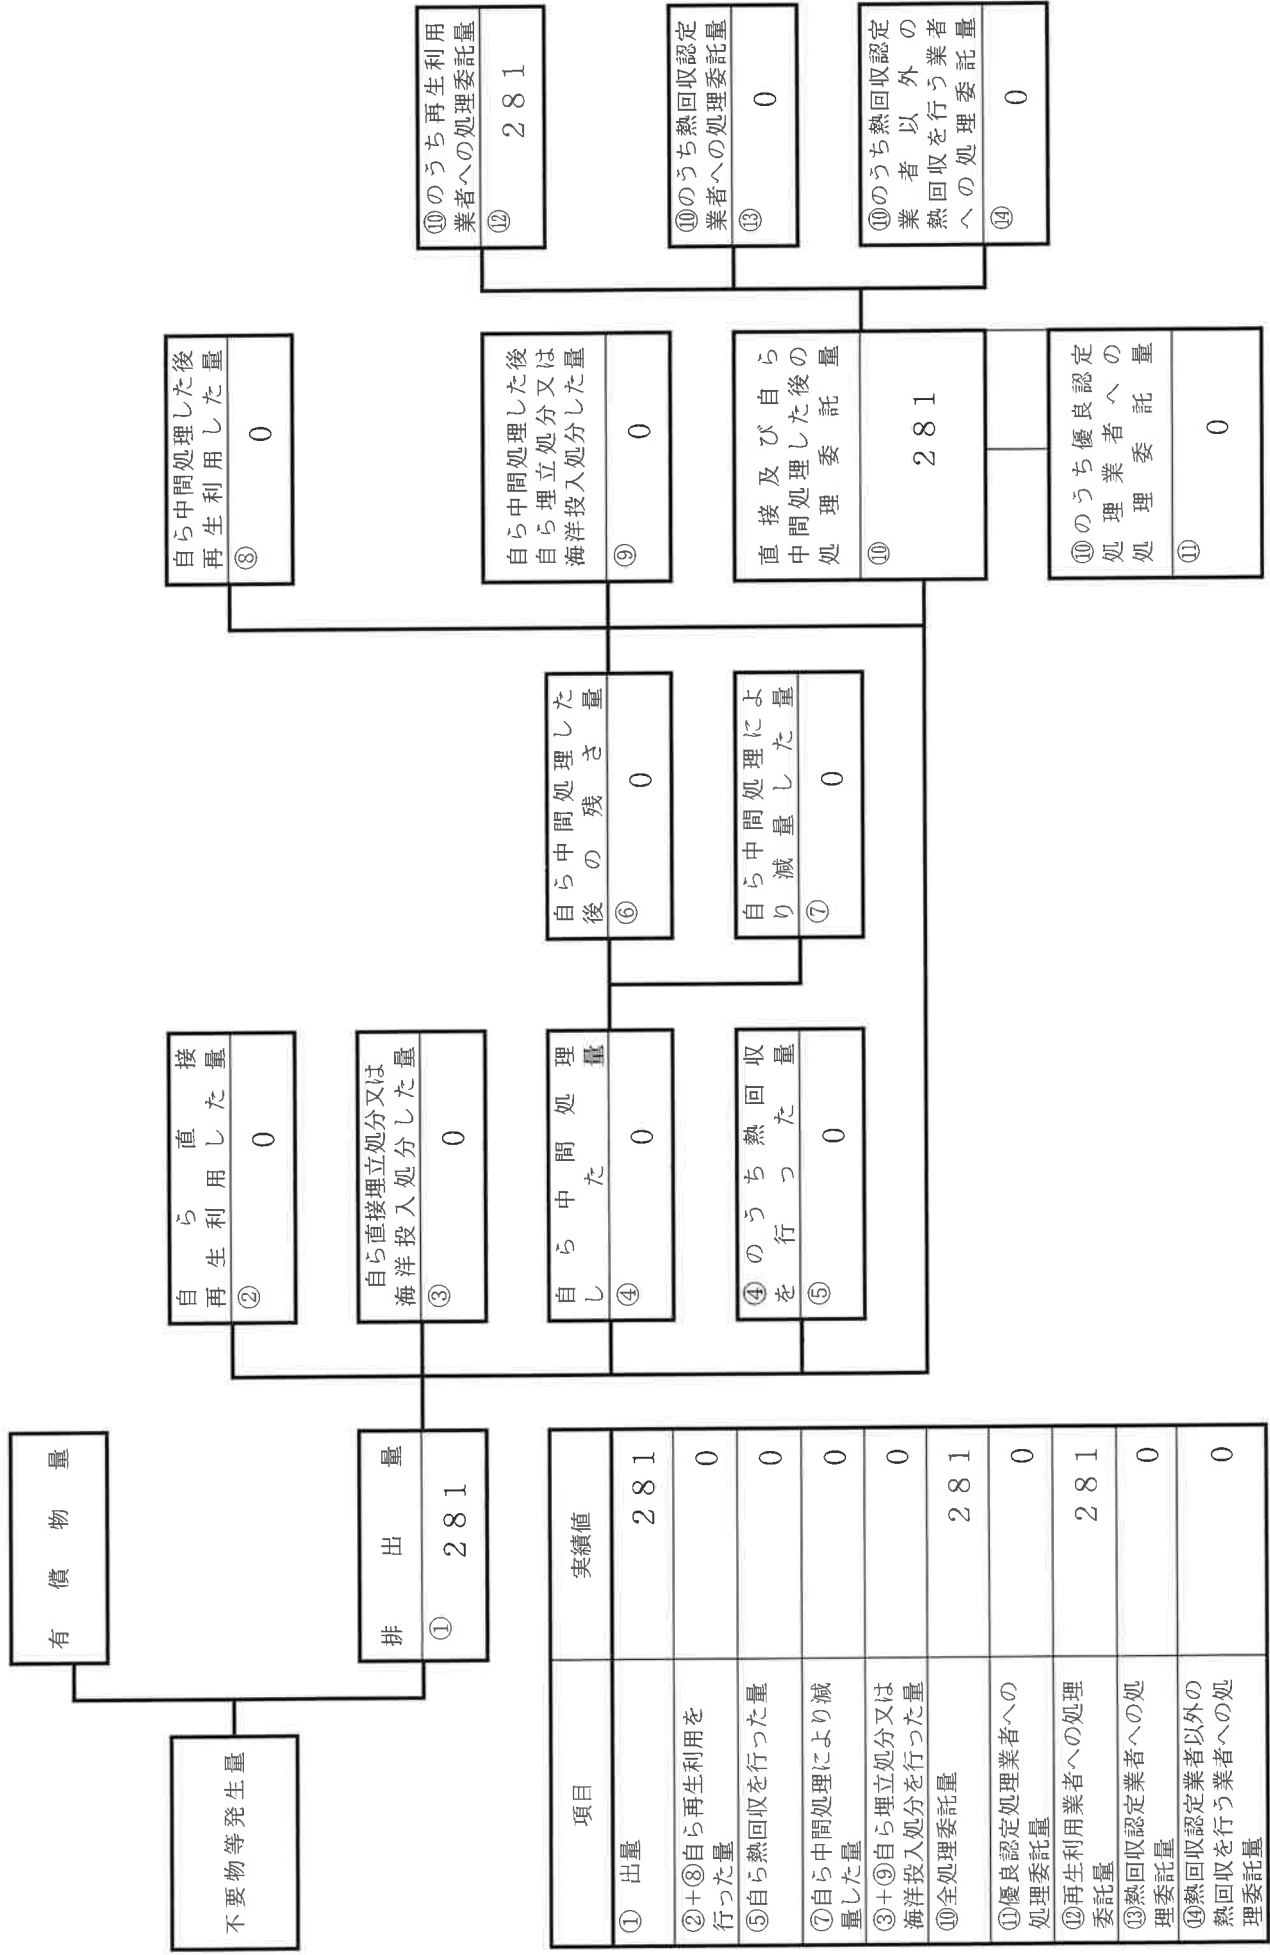 不要物等発生量
有償物量
排出量
① 281
自ら直接
再生利用した量
② 0
自ら直接埋立処分又は
海洋投入処分した量
③ 0
自ら中間処理
した量
④ 0
④のうち熱回収
を行った量
⑤ 0
自ら中間処理した
後の残さ量
⑥ 0
自ら中間処理によ
り減量した量
⑦ 0
自ら中間処理した後
再生利用した量
⑧ 0
自ら中間処理した後
自ら埋立処分又は
海洋投入処分した量
⑨ 0
直接及び自ら
中間処理した後の
処理委託量
⑩ 281
⑩のうち優良認定
処理業者への
処理委託量
⑪ 0
⑩のうち再生利用
業者への処理委託量
⑫ 281
⑩のうち熱回収認定
業者への処理委託量
⑬ 0
⑩のうち熱回収認定
業者以外の
熱回収を行う業者
への処理委託量
⑭ 0
項目 実績値
① 出量 281
②+⑧自ら再生利用を
行った量 0
⑤自ら熱回収を行った量 0
⑦自ら中間処理により減
量した量 0
③+⑨自ら埋立処分又は
海洋投入処分を行った量 0
⑩全処理委託量 281
⑪優良認定処理業者への
処理委託量 0
⑫再生利用業者への処理
委託量 281
⑬熱回収認定業者への処
理委託量 0
⑭熱回収認定業者以外の
熱回収を行う業者への処
理委託量 0